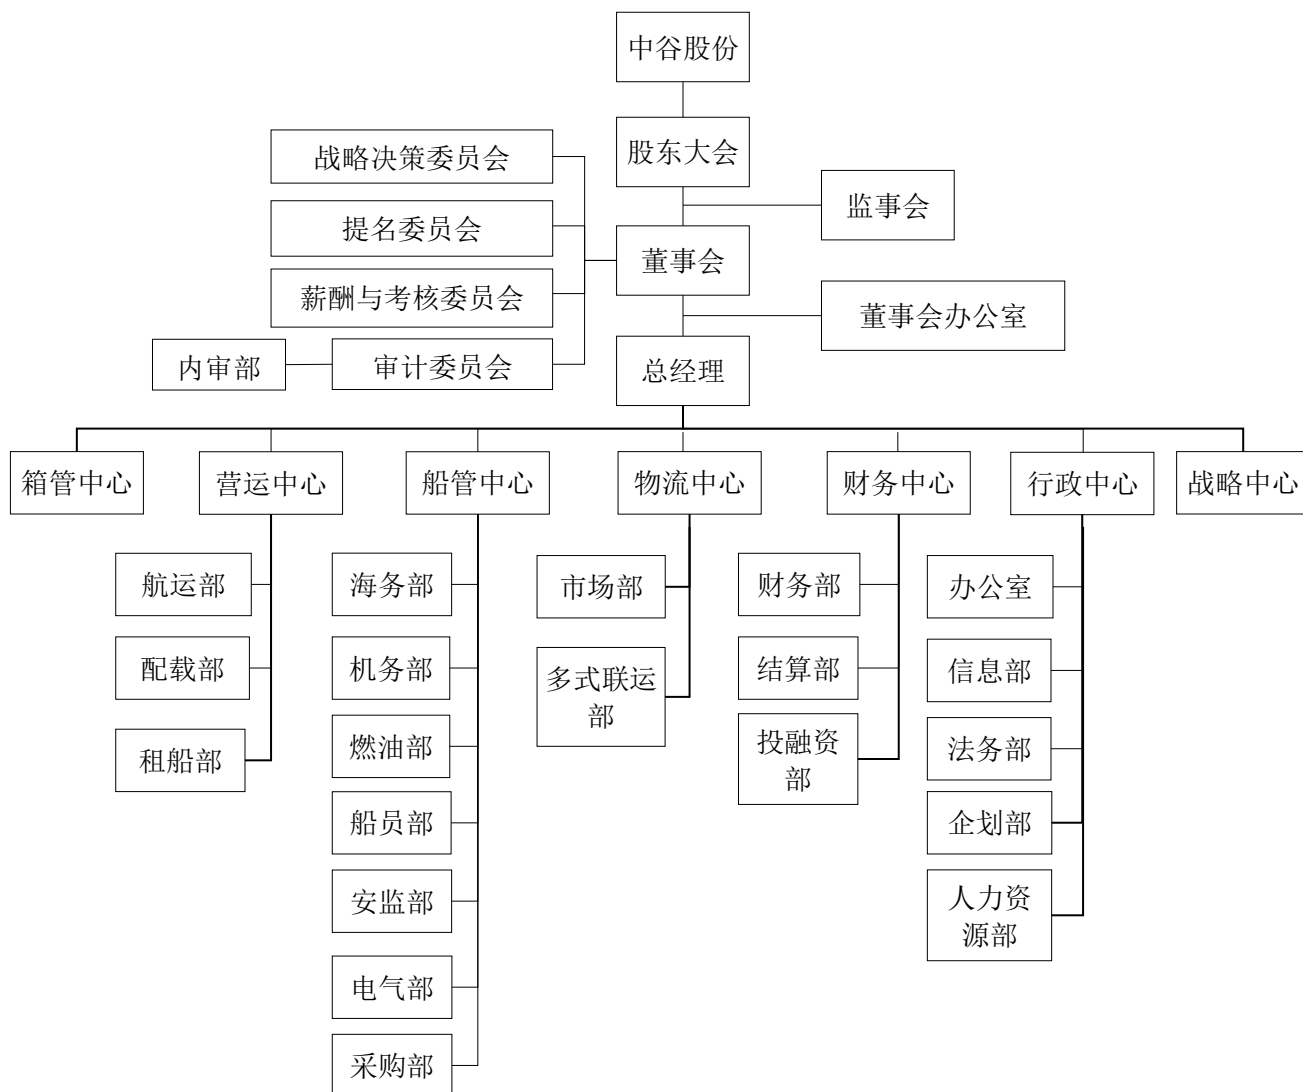 中谷股份
股东大会
战略决策委员会
监事会
提名委员会
董事会
薪酬与考核委员会
董事会办公室
内审部
审计委员会
总经理
箱管中心
营运中心
船管中心
物流中心
财务中心
行政中心
战略中心
航运部
海务部
市场部
财务部
办公室
配载部
机务部
多式联运
部
结算部
信息部
租船部
燃油部
投融资
部
法务部
船员部
企划部
安监部
人力资
源部
电气部
采购部